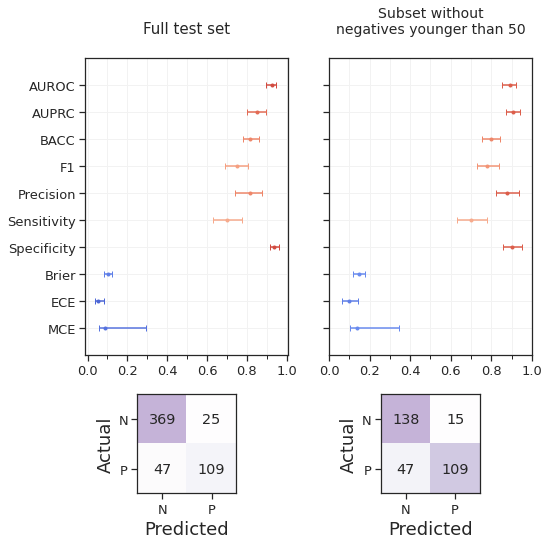 Full test set
Subset without
negatives younger than 50
AUROC
AUPRC
BACC
F1
Precision
Sensitivity
Specificity
Brier
ECE
MCE
0.0 0.2 0.4 0.6 0.8 1.0
0.0 0.2 0.4 0.6 0.8 1.0
Actual
N 369 25
P 47 109
N P
Predicted
Actual
N 138 15
P 47 109
N P
Predicted